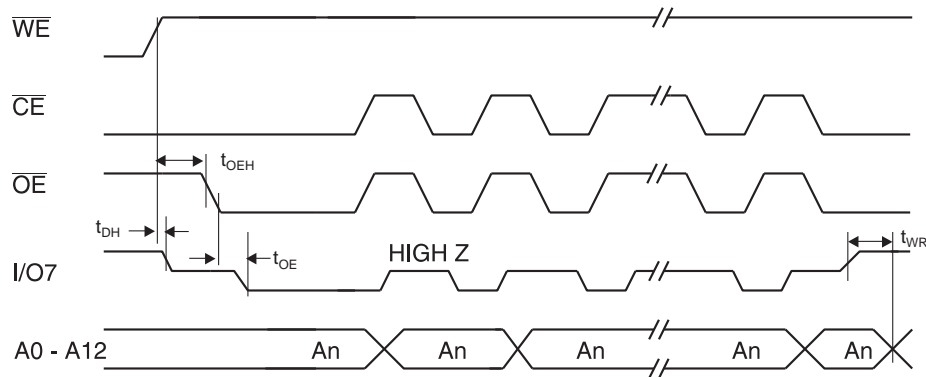 WE
CE
tOEH
OE
tDH
tOE
HIGH Z
tWR
I/O7
A0 - A12 An An An An An